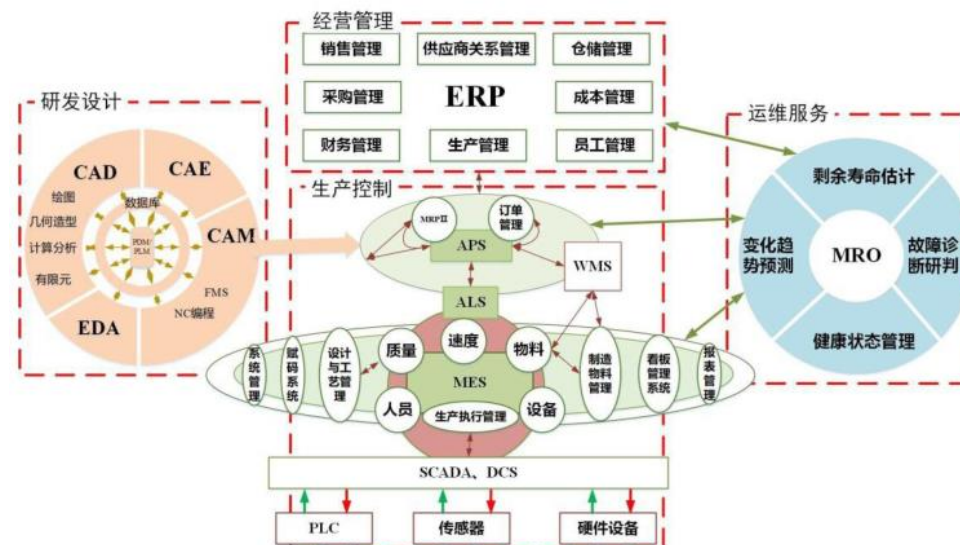 经营管理
销售管理
供应商关系管理
仓储管理
采购管理
ERP
成本管理
财务管理
生产管理
员工管理
研发设计
CAD
CAE
绘图
数据库
几何造型
PDM/
PLM
CAM
计算分析
有限元
FMS
NC编程
EDA
生产控制
MRPⅡ
订单
管理
APS
WMS
ALS
系统管理
赋码系统
设计
与工
艺管
理
质量
速度
物料
MES
人员
生产执行管理
设备
制造
物料
管理
看板
管理
系统
报表管理
SCADA、DCS
PLC
传感器
硬件设备
运维服务
剩余寿命估计
变化趋
势预测
MRO
故障诊
断研判
健康状态管理